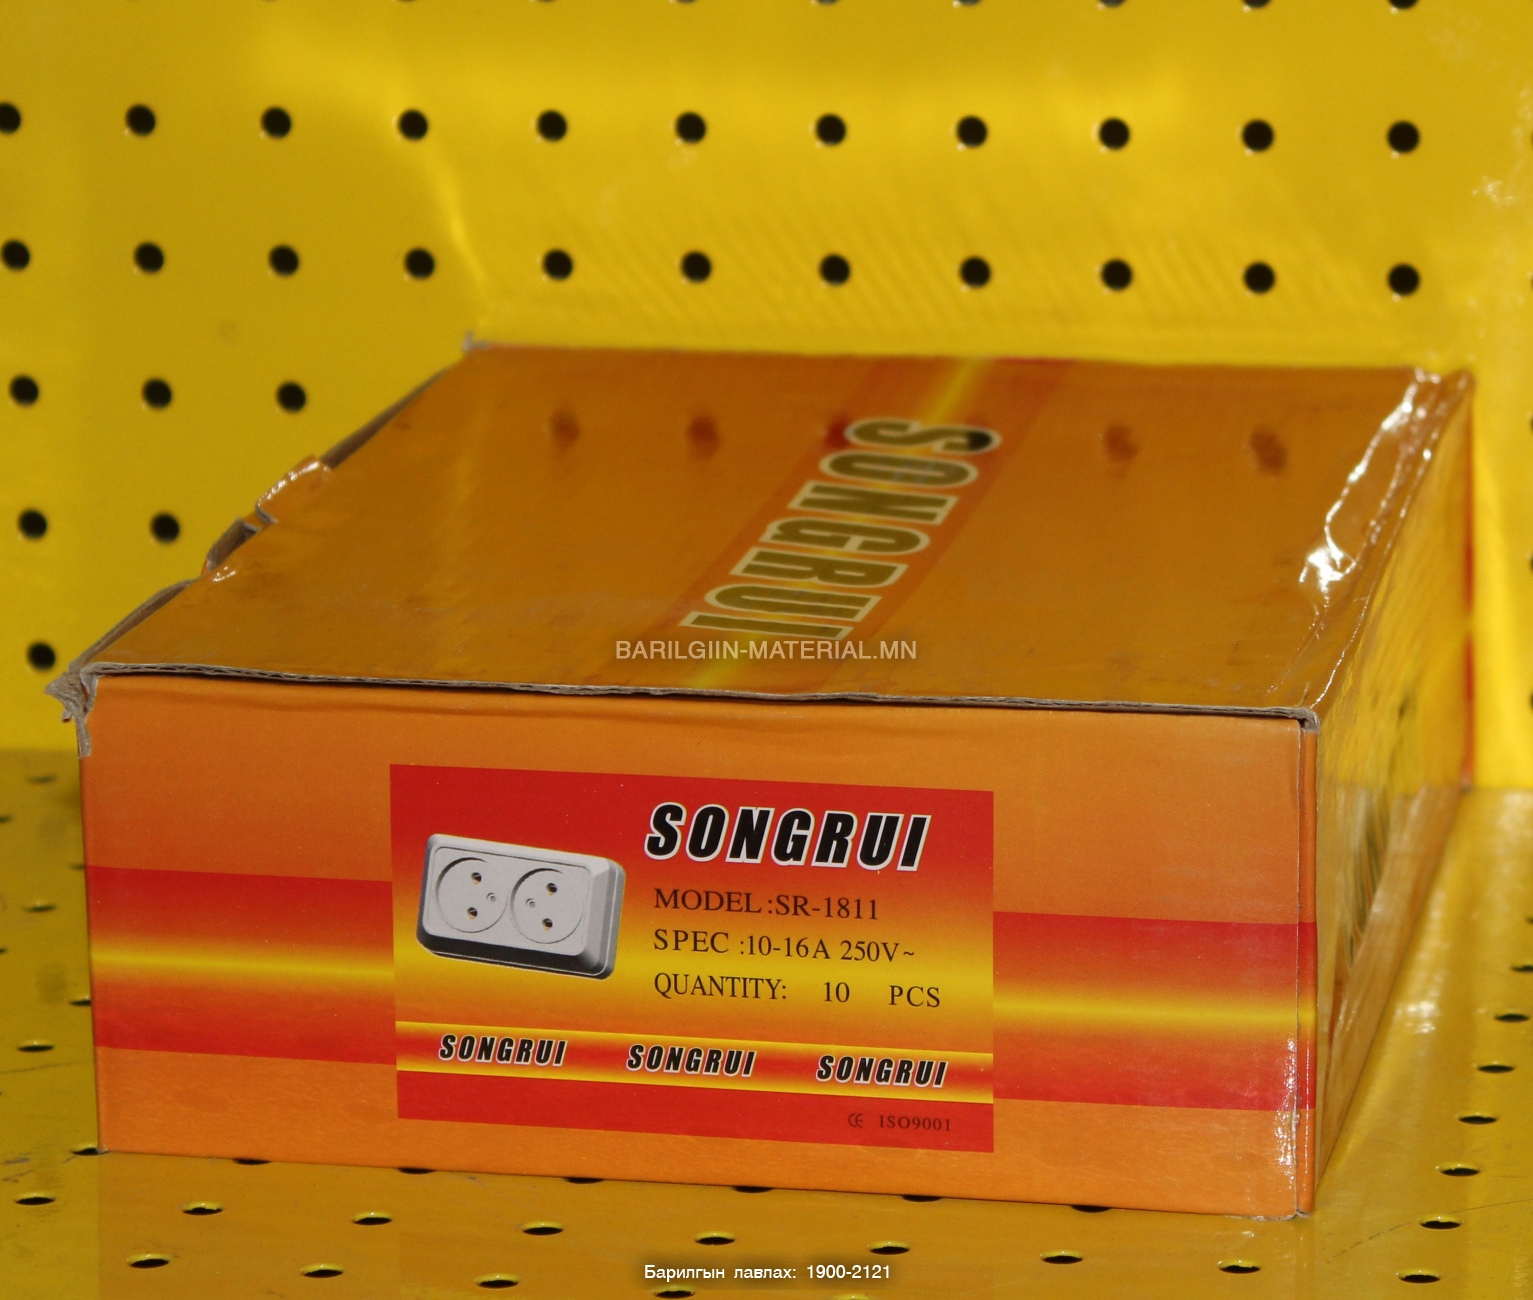 SONGRUI
BARILGIIN-MATERIAL.MN
SONGRUI
MODEL :SR-1811
SPEC :10-16A 250V~
QUANTITY: 10 PCS
SONGRUI SONGRUI SONGRUI
CE ISO9001
Барилгын лавлах: 1900-2121